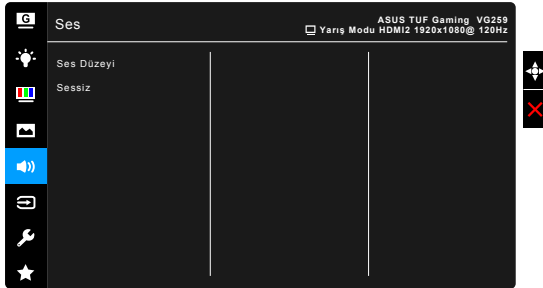 G
Ses
ASUS TUF Gaming VG259
Yarış Modu HDMI2 1920x1080@ 120Hz
Ses Düzeyi
Sessiz